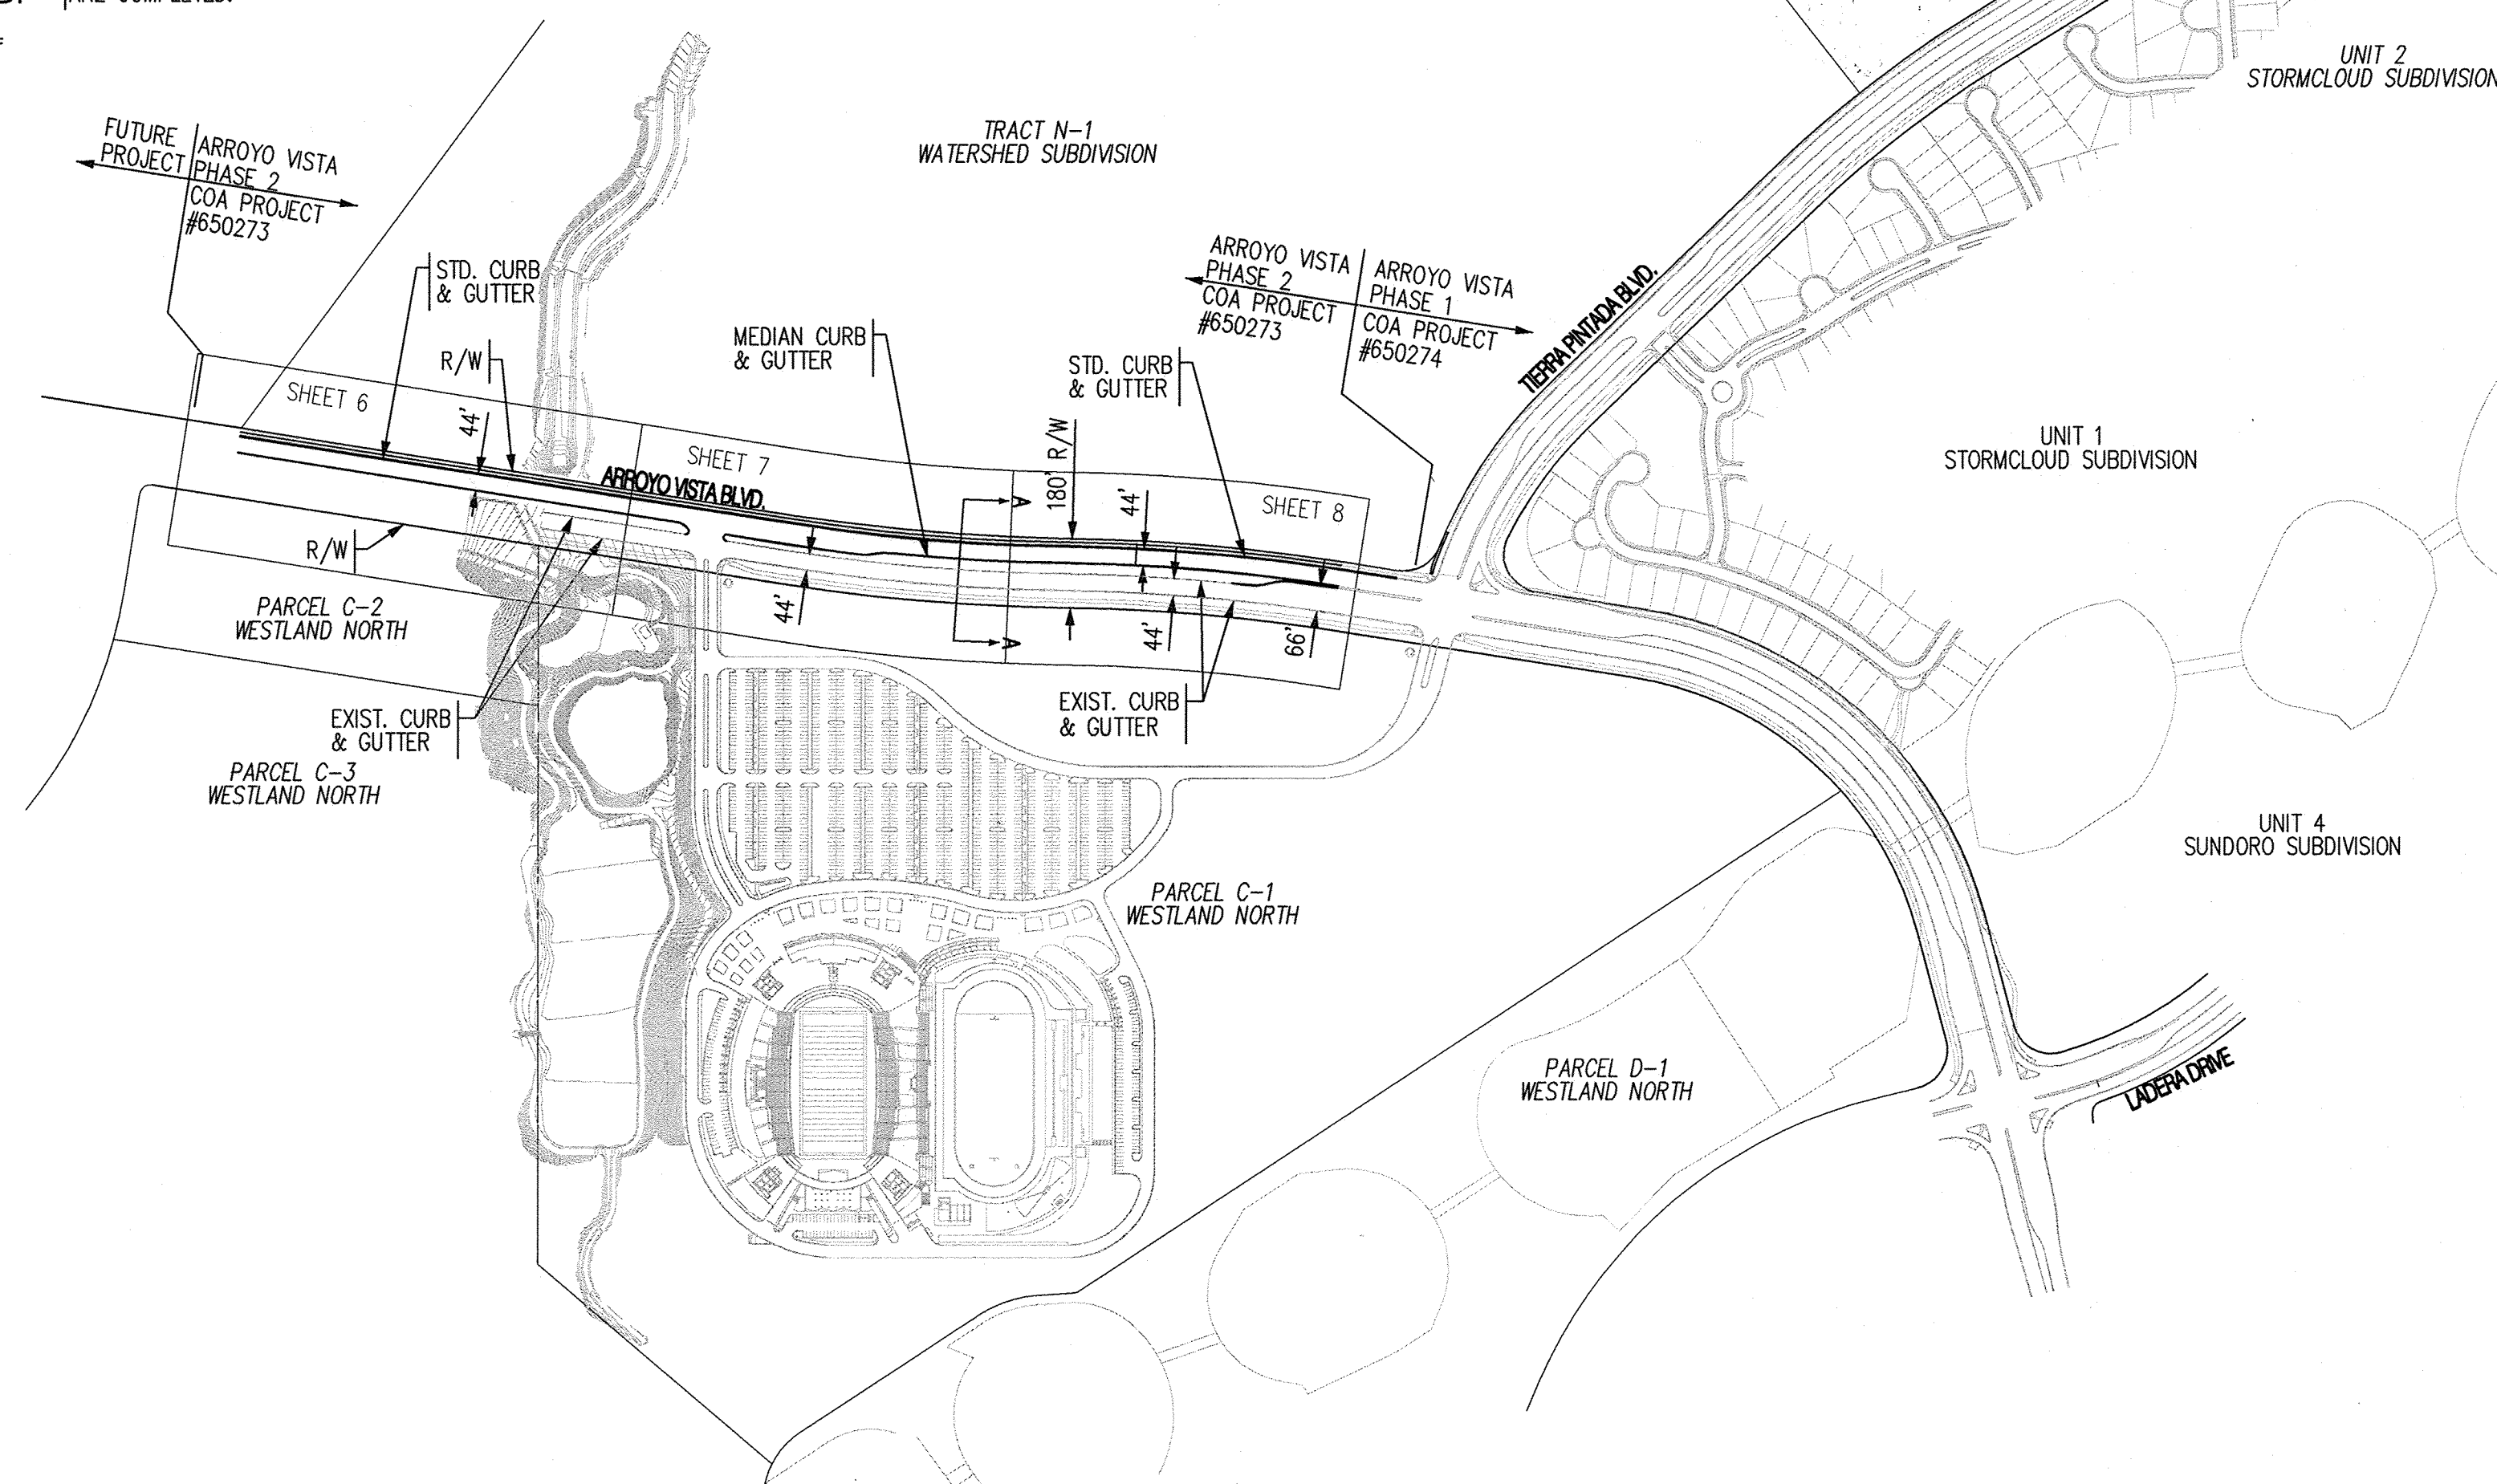 UNIT 2
STORMCLOUD SUBDIVISION
FUTURE
PROJECT
ARROYO VISTA
PHASE 2
COA PROJECT
#650273
TRACT N-1
WATERSHED SUBDIVISION
STD. CURB
& GUTTER
R/W
SHEET 6
44'
MEDIAN CURB
& GUTTER
ARROYO VISTA
PHASE 2
COA PROJECT
#650273
ARROYO VISTA
PHASE 1
COA PROJECT
#650274
TIERRA PINTADA BLVD.
STD. CURB
& GUTTER
SHEET 7
ARROYO VISTA BLVD.
180' R/W
44'
SHEET 8
A
A
UNIT 1
STORMCLOUD SUBDIVISION
R/W
44'
44'
66'
PARCEL C-2
WESTLAND NORTH
EXIST. CURB
& GUTTER
EXIST. CURB
& GUTTER
PARCEL C-3
WESTLAND NORTH
UNIT 4
SUNDORO SUBDIVISION
PARCEL C-1
WESTLAND NORTH
PARCEL D-1
WESTLAND NORTH
LADERA DRIVE